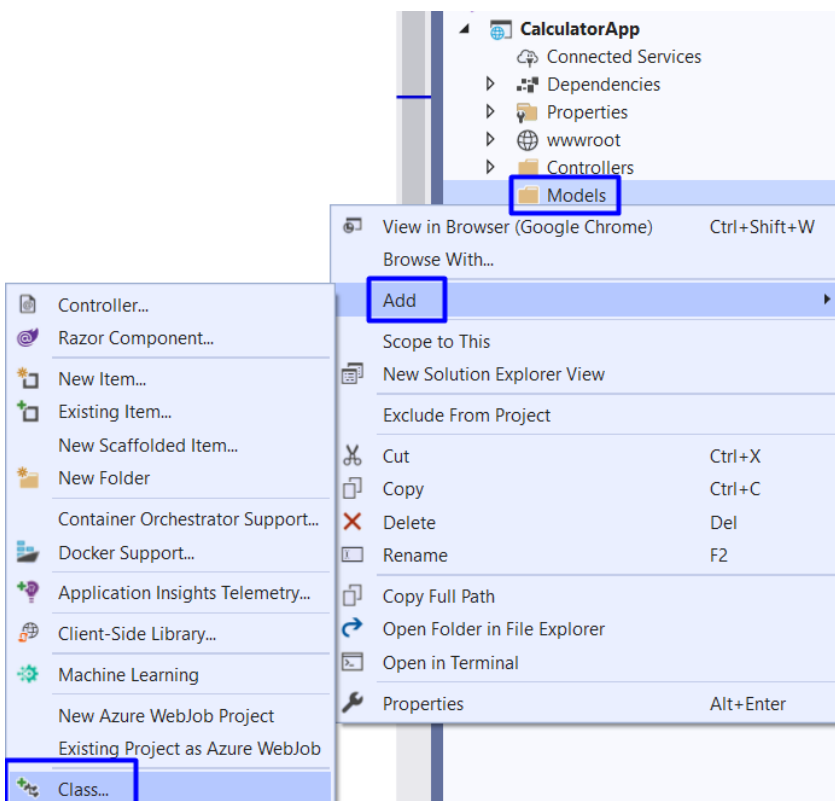 CalculatorApp
Connected Services
Dependencies
Properties
wwwroot
Controllers
Models
View in Browser (Google Chrome) Ctrl+Shift+W
Browse With...
Add
Scope to This
New Solution Explorer View
Exclude From Project
Cut Ctrl+X
Copy Ctrl+C
Delete Del
Rename F2
Copy Full Path
Open Folder in File Explorer
Open in Terminal
Properties Alt+Enter
Controller...
Razor Component...
New Item...
Existing Item...
New Scaffolded Item...
New Folder
Container Orchestrator Support...
Docker Support...
Application Insights Telemetry...
Client-Side Library...
Machine Learning
New Azure WebJob Project
Existing Project as Azure WebJob
Class...